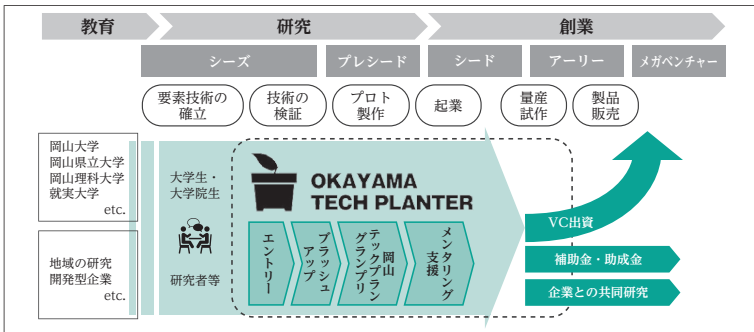 教育
研究
創業
シーズ
プレシード
シード
アーリー
メガベンチャー
要素技術の
確立
技術の
検証
プロト
製作
起業
量産
試作
製品
販売
岡山大学
岡山県立大学
岡山理科大学
就実大学
etc.
地域の研究
開発型企業
etc.
大学生・
大学院生
研究者等
OKAYAMA
TECH PLANTER
エントリー
ブラッシュ
アップ
岡山
テックプラン
グランプリ
メンタリング
支援
VC出資
補助金・助成金
企業との共同研究